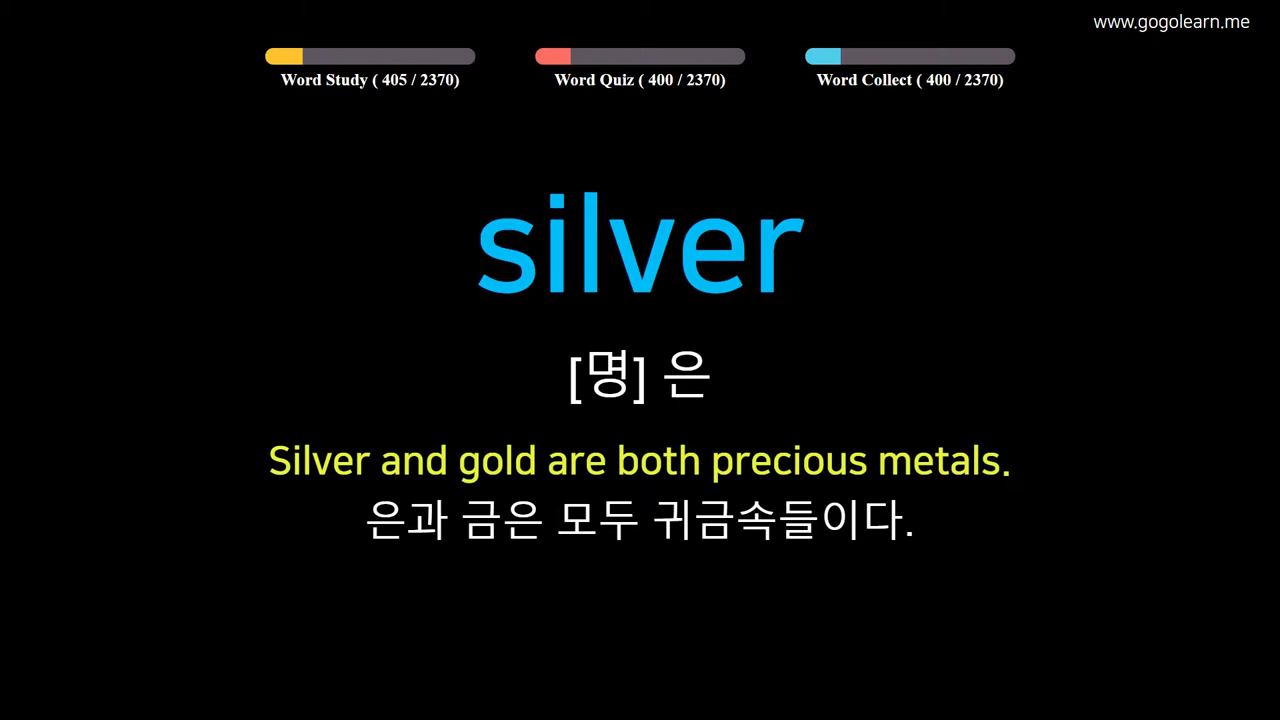 www.gogolearn.me
Word Study ( 405 / 2370)
Word Quiz ( 400 / 2370)
Word Collect ( 400 / 2370)
silver
[명] 은
Silver and gold are both precious metals.
은과 금은 모두 귀금속들이다.